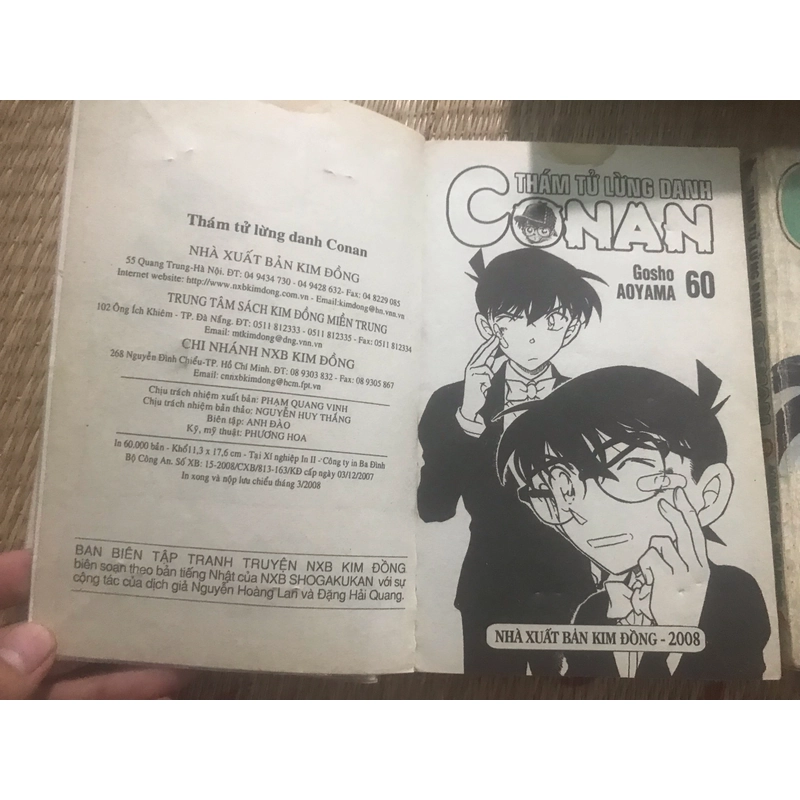 Thám tử lừng danh Conan
NHÀ XUẤT BẢN KIM ĐỒNG
55 Quang Trung-Hà Nội. ĐT: 04 9434 730 - 04 9428 632- Fax: 04 8229 085
Internet website: http://www.nxbkimdong.com.vn - Email:kimdong@hn.vnn.vn
TRUNG TÂM SÁCH KIM ĐỒNG MIỀN TRUNG
102 Ông Ích Khiêm - TP. Đà Nẵng. ĐT: 0511 812333 - 0511 812335 - Fax: 0511 812334
Email: mtkimdong@dng.vnn.vn
CHI NHÁNH NXB KIM ĐỒNG
268 Nguyễn Đình Chiểu-TP. Hồ Chí Minh. ĐT: 08 9303 832 - Fax: 08 9305 867
Email: cnnxbkimdong@hcm.fpt.vn
Chịu trách nhiệm xuất bản: PHẠM QUANG VINH
Chịu trách nhiệm bản thảo: NGUYỄN HUY THẮNG
Biên tập: ANH ĐÀO
Kỹ, mỹ thuật: PHƯƠNG HOA
In 60.000 bản - Khổ11,3 x 17,6 cm - Tại Xí nghiệp In II - Công ty in Ba Đình
Bộ Công An. Số XB: 15-2008/CXB/813-163/KĐ cấp ngày 03/12/2007
In xong và nộp lưu chiểu tháng 3/2008
BAN BIÊN TẬP TRANH TRUYỆN NXB KIM ĐỒNG
biên soạn theo bản tiếng Nhật của NXB SHOGAKUKAN với sự
cộng tác của dịch giả Nguyễn Hoàng Lan và Đặng Hải Quang.
THÁM TỬ LỪNG DANH
CONAN
Gosho
AOYAMA 60
NHÀ XUẤT BẢN KIM ĐỒNG - 2008